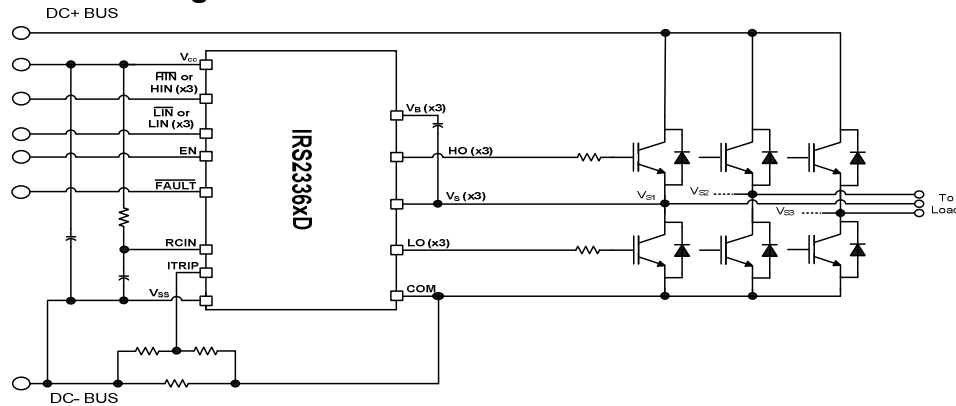 DC+ BUS
VCC
HIN or
HIN (x3)
LIN or
LIN (x3)
EN
FAULT
RCIN
ITRIP
VSS
IRS2336xD
VB (x3)
HO (x3)
VS (x3)
LO (x3)
COM
VS1
VS2
VS3
To
Load
DC- BUS